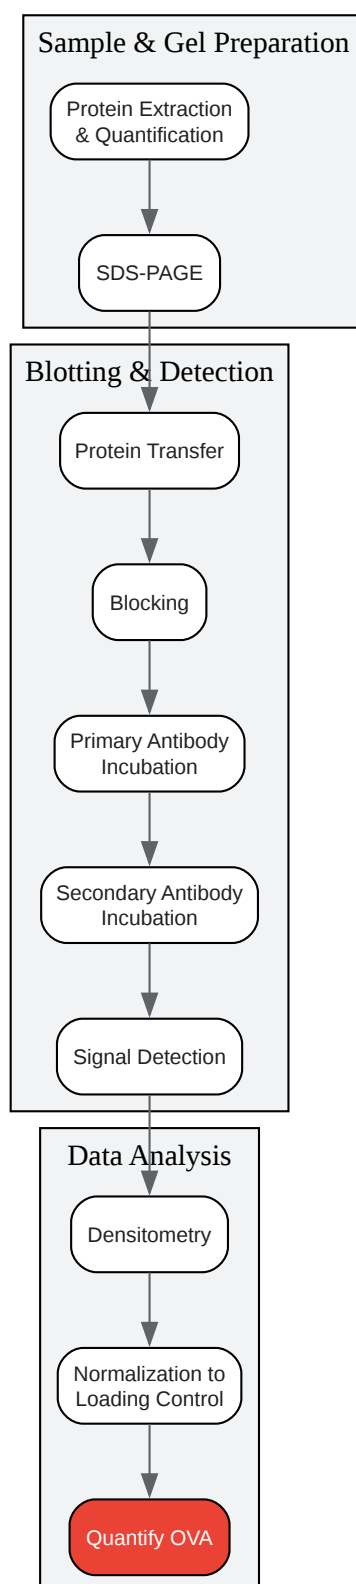 Sample & Gel Preparation
Protein Extraction
& Quantification
SDS-PAGE
Blotting & Detection
Protein Transfer
Blocking
Primary Antibody
Incubation
Secondary Antibody
Incubation
Signal Detection
Data Analysis
Densitometry
Normalization to
Loading Control
Quantify OVA